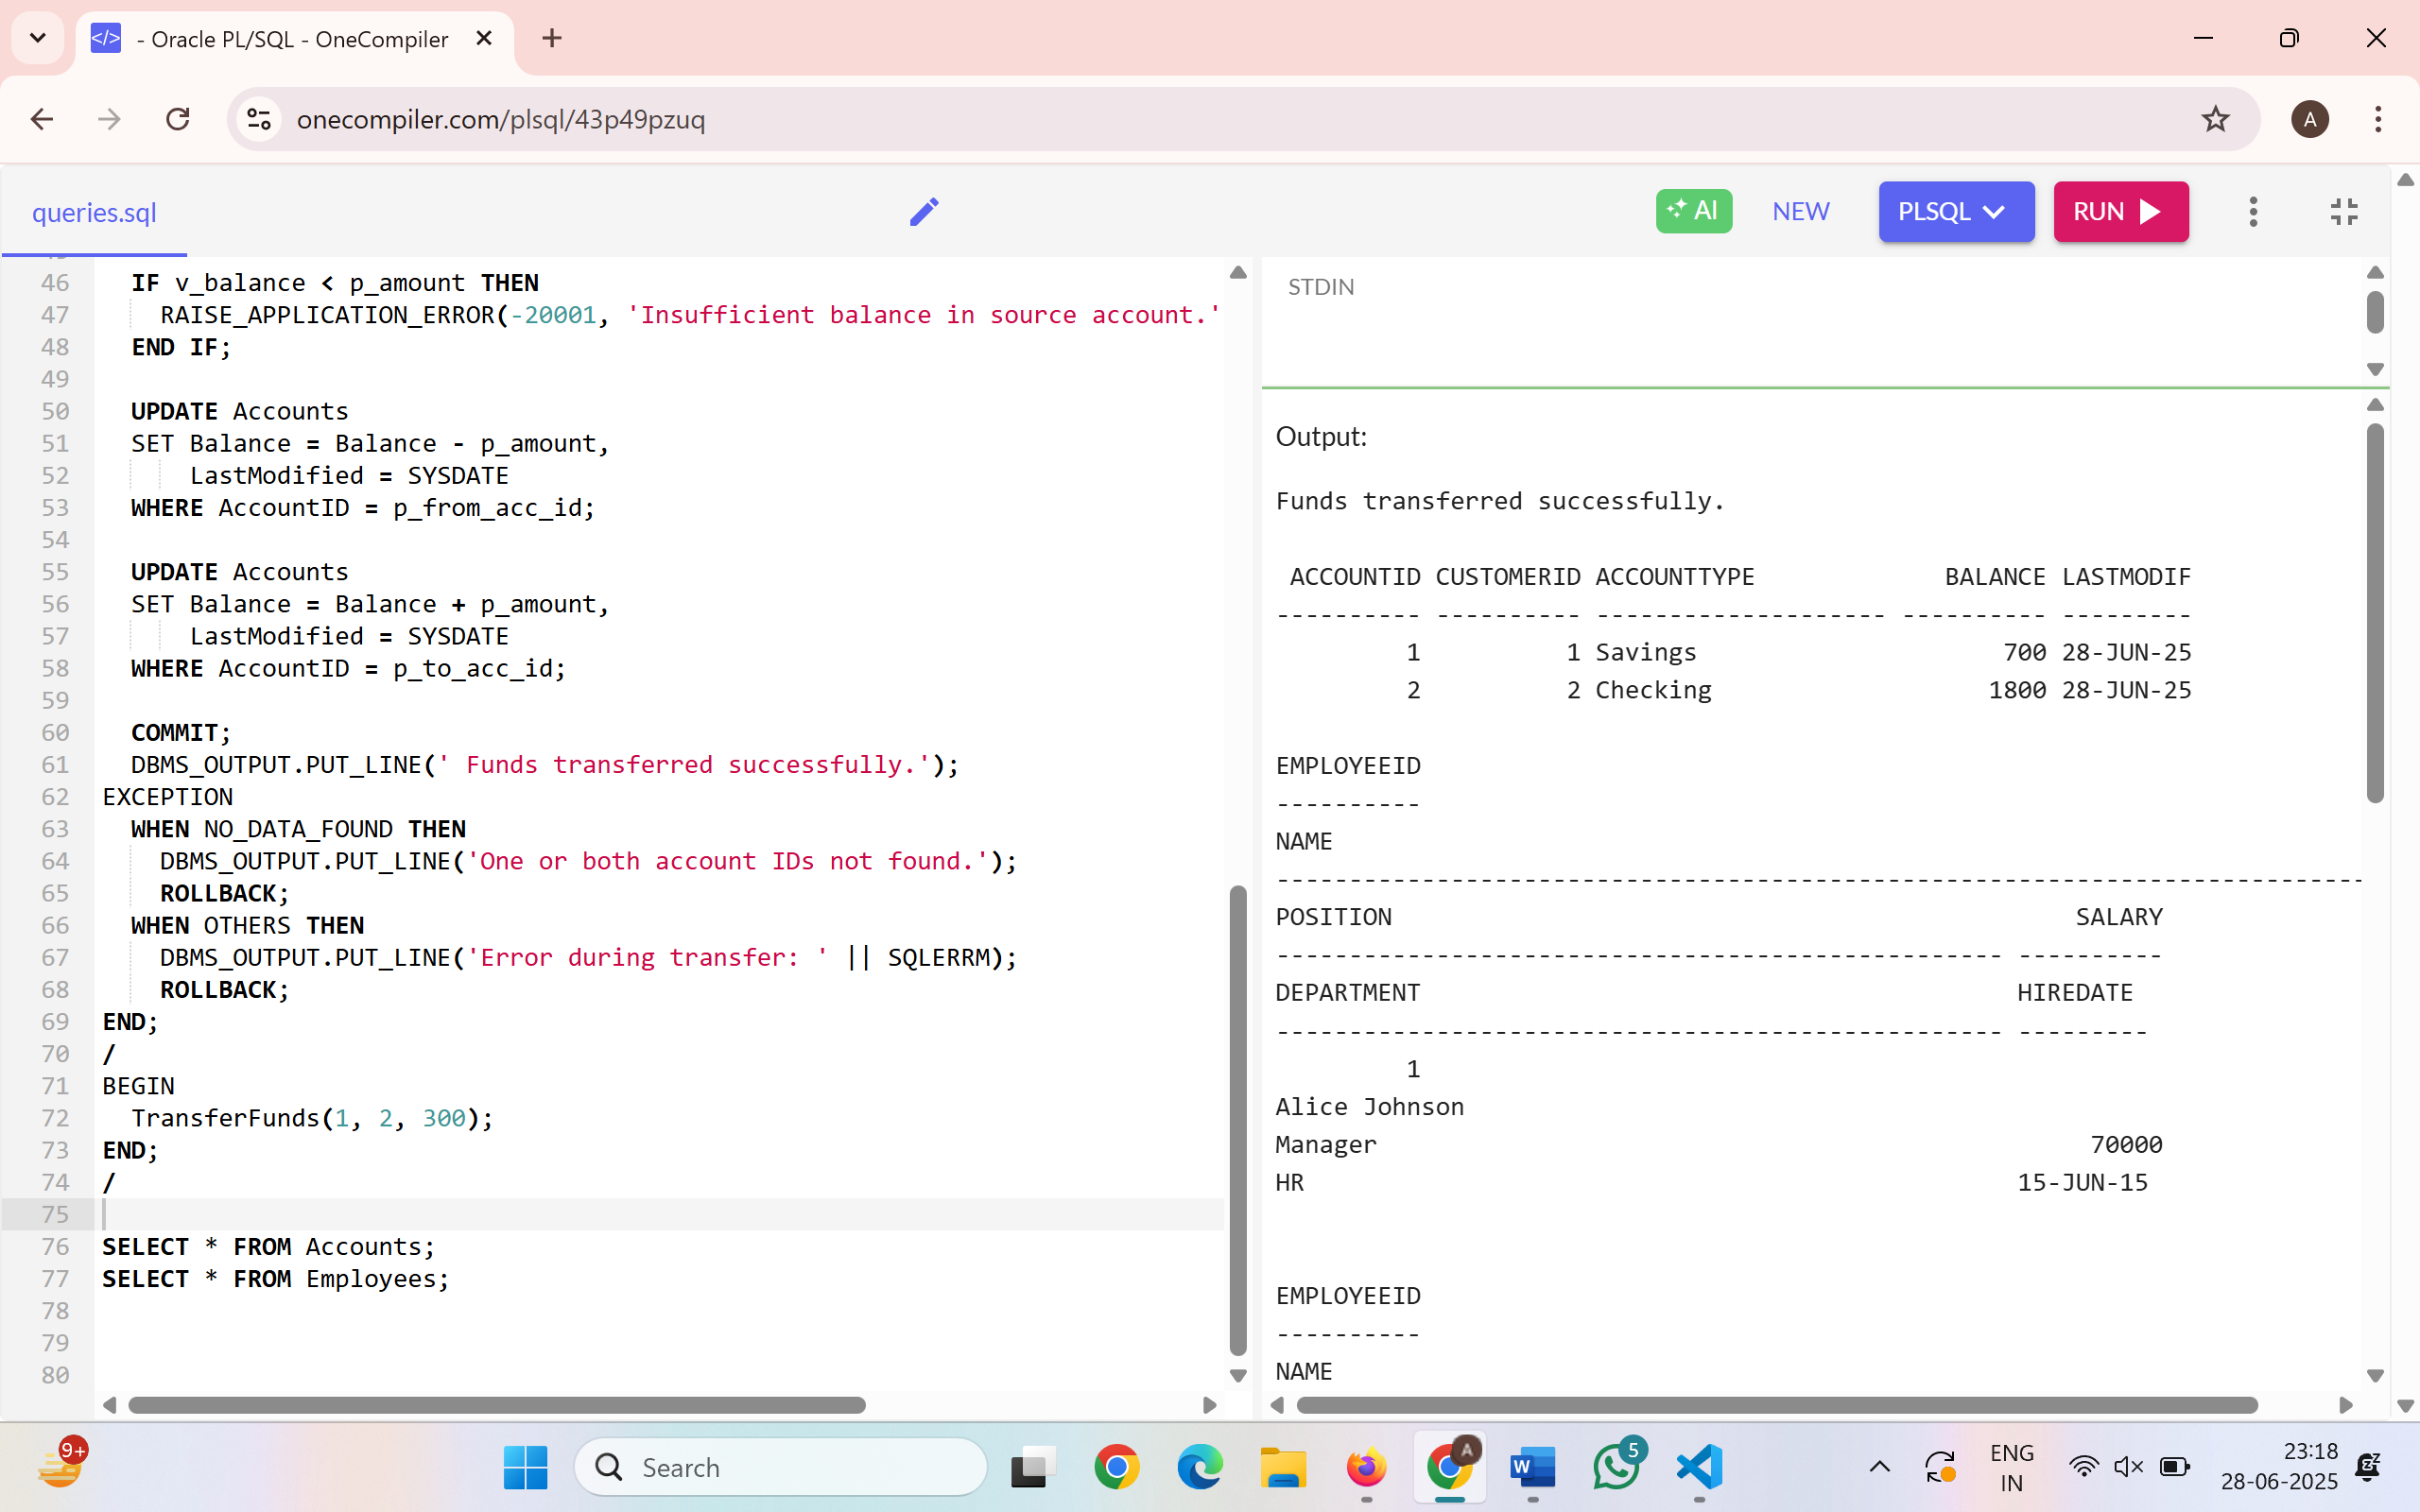 </> - Oracle PL/SQL - OneCompiler
onecompiler.com/plsql/43p49pzuq
A
queries.sql
AI
NEW
PLSQL
RUN
46 IF v_balance < p_amount THEN
47 RAISE_APPLICATION_ERROR(-20001, 'Insufficient balance in source account.'
48 END IF;
49
50 UPDATE Accounts
51 SET Balance = Balance - p_amount,
52 LastModified = SYSDATE
53 WHERE AccountID = p_from_acc_id;
54
55 UPDATE Accounts
56 SET Balance = Balance + p_amount,
57 LastModified = SYSDATE
58 WHERE AccountID = p_to_acc_id;
59
60 COMMIT;
61 DBMS_OUTPUT.PUT_LINE(' Funds transferred successfully.');
62 EXCEPTION
63 WHEN NO_DATA_FOUND THEN
64 DBMS_OUTPUT.PUT_LINE('One or both account IDs not found.');
65 ROLLBACK;
66 WHEN OTHERS THEN
67 DBMS_OUTPUT.PUT_LINE('Error during transfer: ' || SQLERRM);
68 ROLLBACK;
69 END;
70 /
71 BEGIN
72 TransferFunds(1, 2, 300);
73 END;
74 /
75
76 SELECT * FROM Accounts;
77 SELECT * FROM Employees;
78
79
80
STDIN
Output:
Funds transferred successfully.
ACCOUNTID CUSTOMERID ACCOUNTTYPE BALANCE LASTMODIF
---------- ---------- -------------------- ---------- ---------
1 1 Savings 700 28-JUN-25
2 2 Checking 1800 28-JUN-25
EMPLOYEEID
----------
NAME
---------------------------------------------------------------------------
POSITION SALARY
-------------------------------------------------- ----------
DEPARTMENT HIREDATE
-------------------------------------------------- ---------
1
Alice Johnson
Manager 70000
HR 15-JUN-15
EMPLOYEEID
----------
NAME
9+
Search
A
W
5
ENG
IN
23:18
28-06-2025